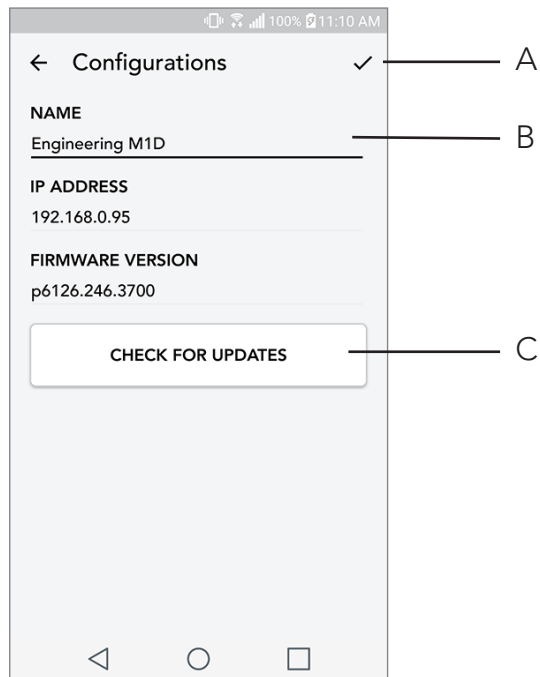 100% 11:10 AM
Configurations
A
NAME
Engineering M1D
B
IP ADDRESS
192.168.0.95
FIRMWARE VERSION
p6126.246.3700
CHECK FOR UPDATES
C